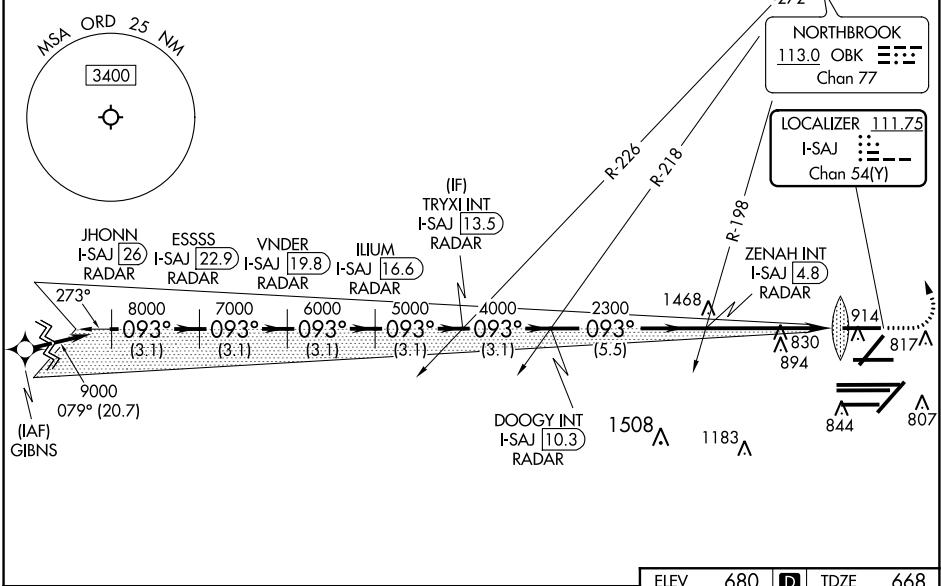 MSA ORD 25 NM
3400
272
NORTHBROOK
113.0 OBK
Chan 77
LOCALIZER 111.75
I-SAJ
Chan 54(Y)
R-226
R-218
R-198
(IF)
TRYXI INT
I-SAJ 13.5
RADAR
JHONN
I-SAJ 26
RADAR
ESSSS
I-SAJ 22.9
RADAR
VNDER
I-SAJ 19.8
RADAR
ILIUM
I-SAJ 16.6
RADAR
ZENAH INT
I-SAJ 4.8
RADAR
273°
8000
093°
(3.1)
7000
093°
(3.1)
6000
093°
(3.1)
5000
093°
(3.1)
4000
093°
(3.1)
2300
093°
(5.5)
1468
914
830
817
894
9000
079° (20.7)
(IAF)
GIBNS
DOOGY INT
I-SAJ 10.3
RADAR
1508
1183
844
807
ELEV 680 D TDZE 668